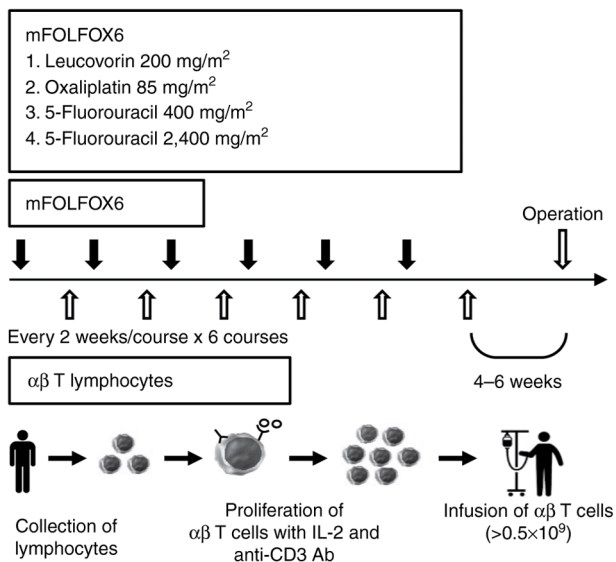 mFOLFOX6
1. Leucovorin 200 mg/m²
2. Oxaliplatin 85 mg/m²
3. 5-Fluorouracil 400 mg/m²
4. 5-Fluorouracil 2,400 mg/m²
mFOLFOX6
Operation
Every 2 weeks/course x 6 courses
4–6 weeks
αβ T lymphocytes
Collection of
lymphocytes
Proliferation of
αβ T cells with IL-2 and
anti-CD3 Ab
Infusion of αβ T cells
(>0.5×10⁹)